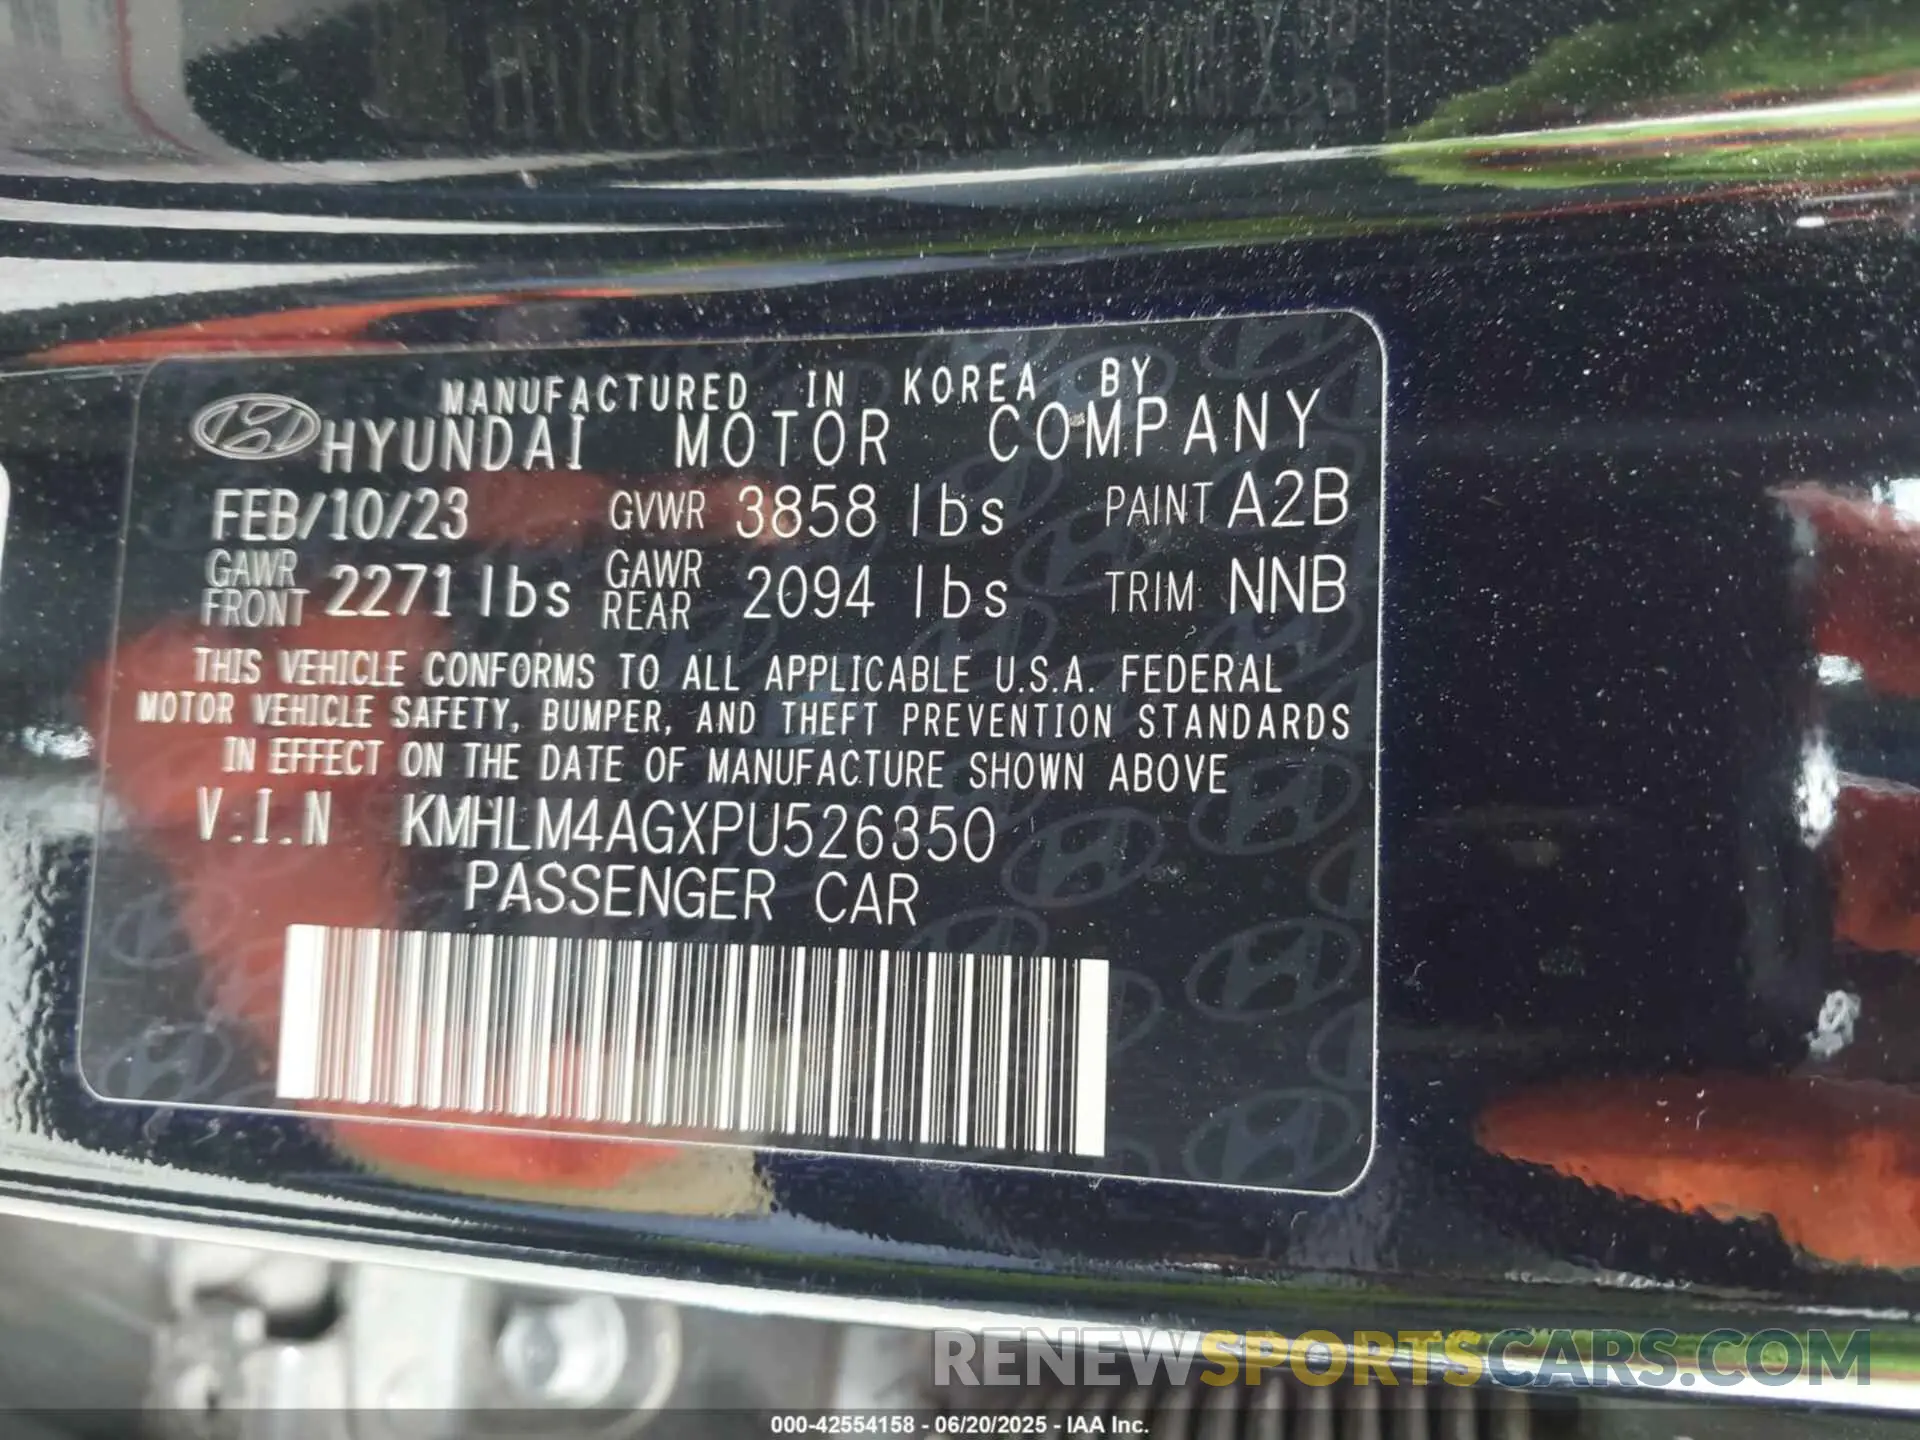 MANUFACTURED IN KOREA BY
HYUNDAI MOTOR COMPANY
FEB/10/23 GVWR 3858 lbs PAINT A2B
GAWR FRONT 2271 lbs GAWR REAR 2094 lbs TRIM NNB
THIS VEHICLE CONFORMS TO ALL APPLICABLE U.S.A. FEDERAL
MOTOR VEHICLE SAFETY, BUMPER, AND THEFT PREVENTION STANDARDS
IN EFFECT ON THE DATE OF MANUFACTURE SHOWN ABOVE
V.I.N KMHLM4AGXPU526350
PASSENGER CAR
RENEWSPORTSCARS.COM
000-42554158 - 06/20/2025 - IAA Inc.